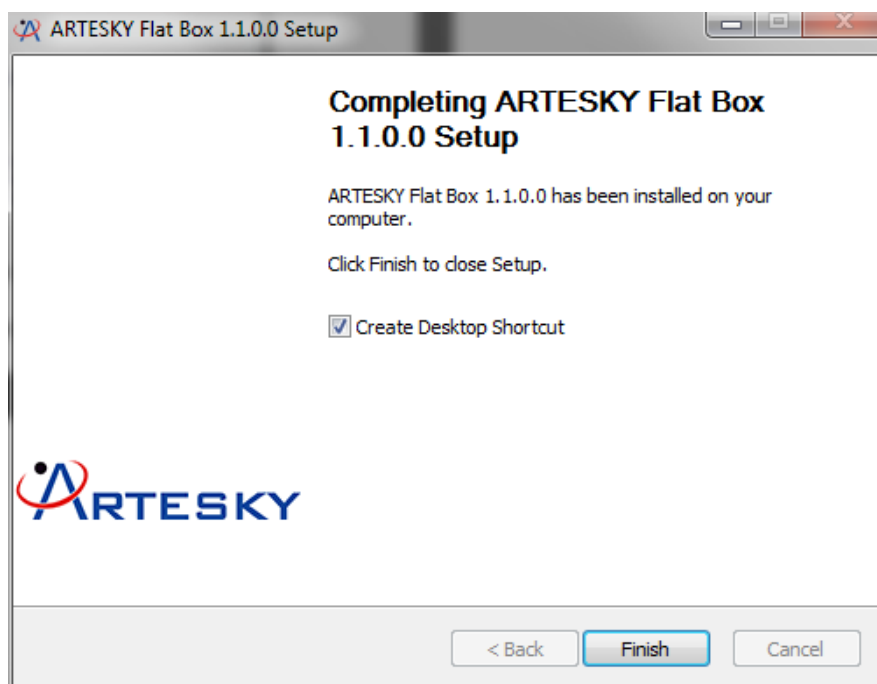 ARTESKY Flat Box 1.1.0.0 Setup
Completing ARTESKY Flat Box
1.1.0.0 Setup
ARTESKY Flat Box 1.1.0.0 has been installed on your
computer.
Click Finish to close Setup.
Create Desktop Shortcut
ARTESKY
< Back Finish Cancel